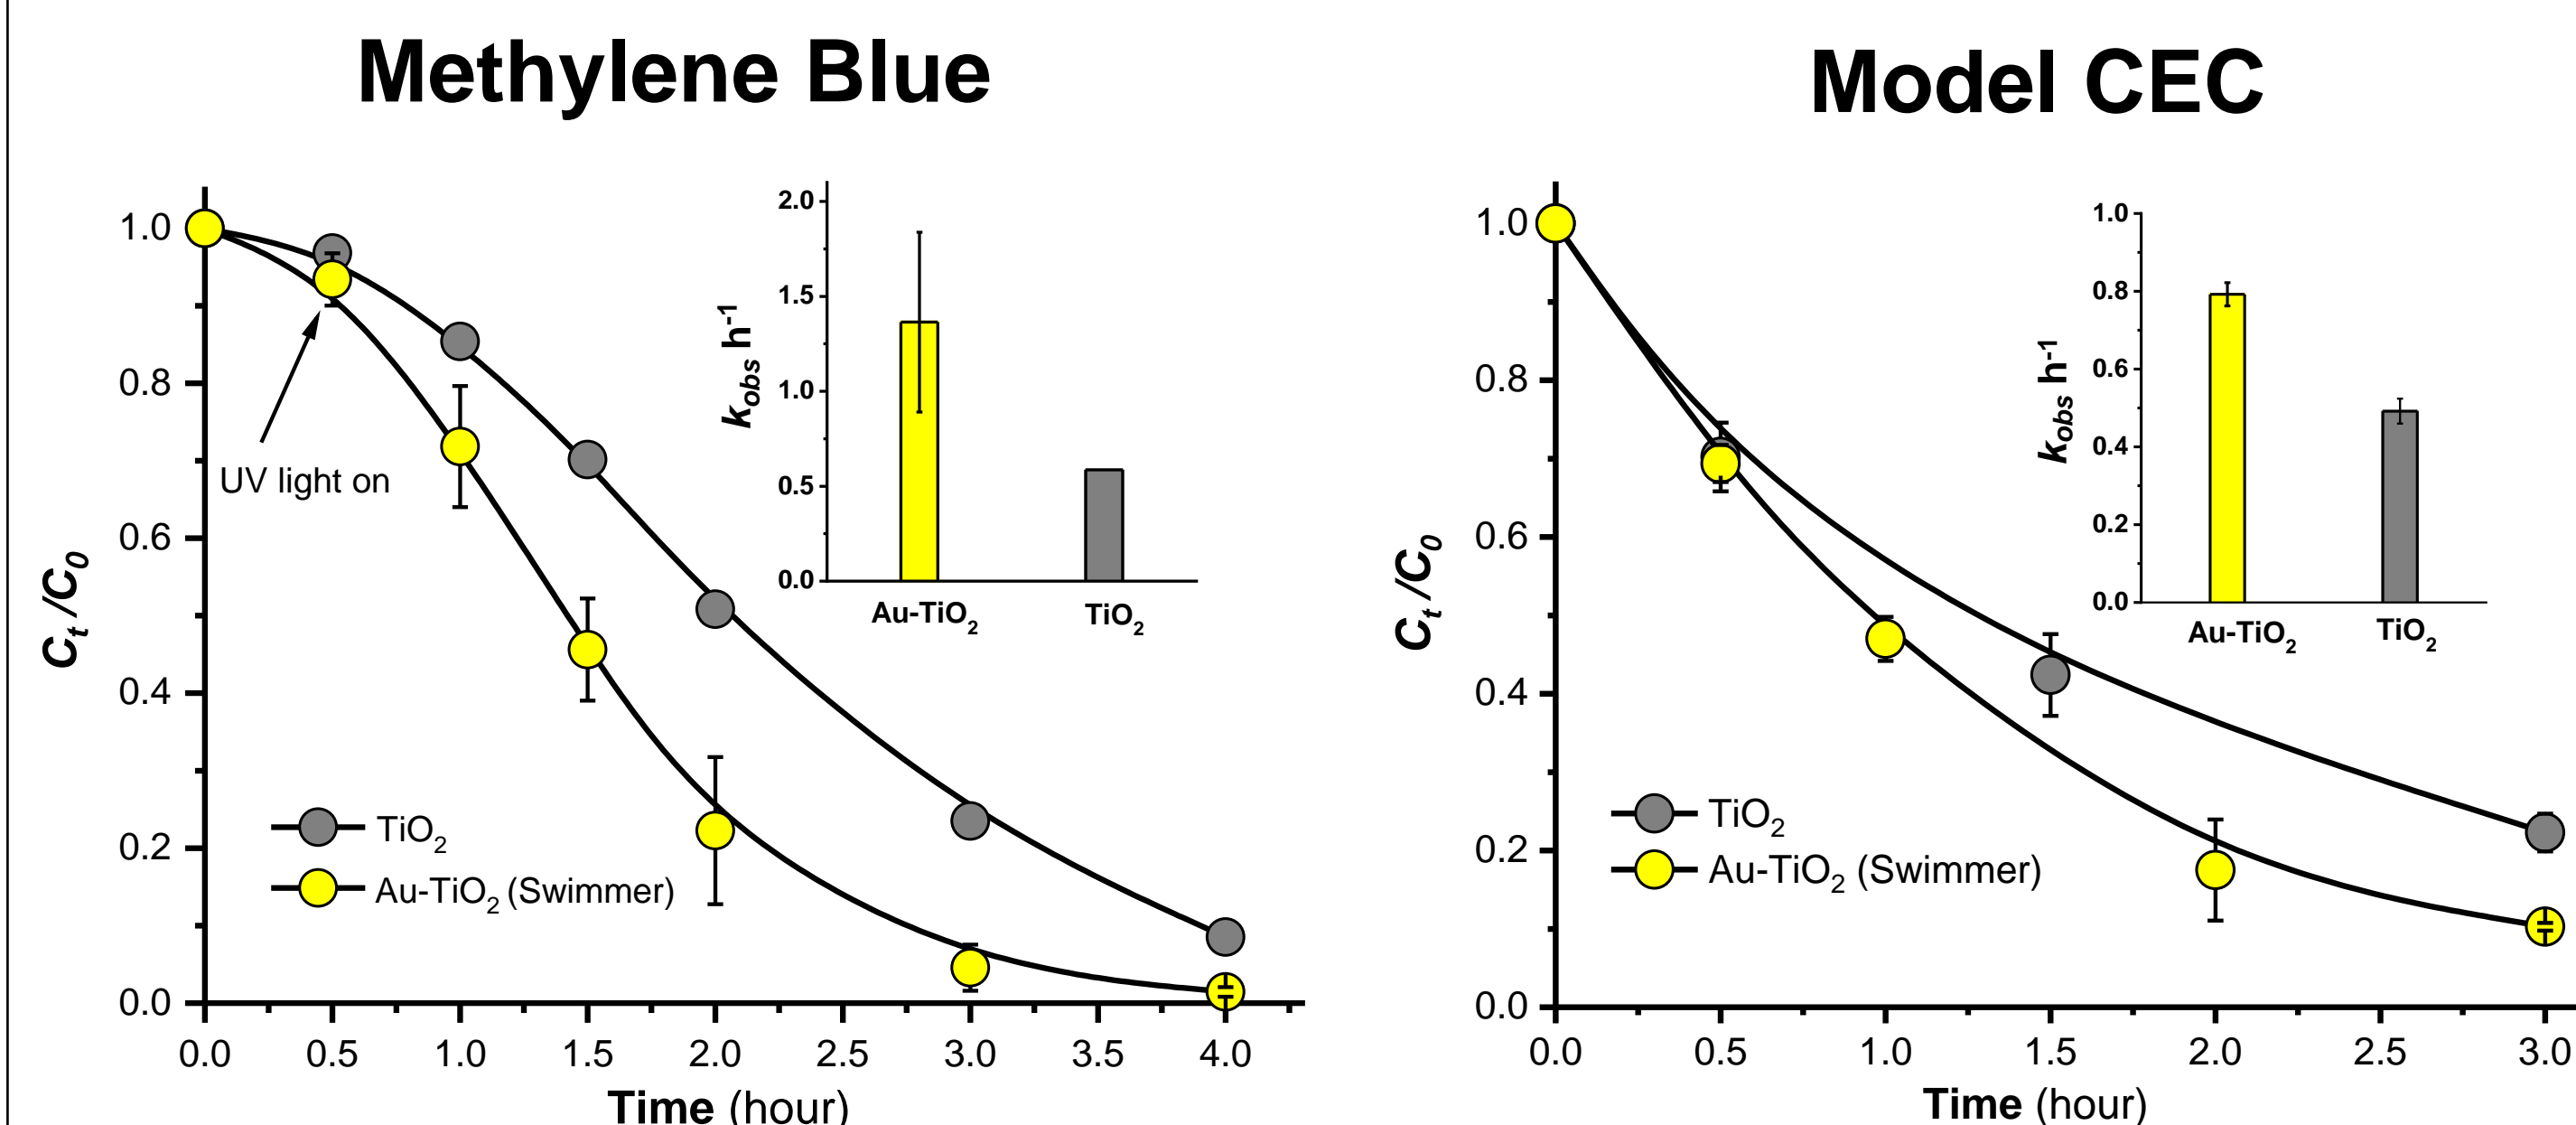 Methylene Blue
1.0
0.8
0.6
0.4
0.2
0.0
Cₜ/C₀
0.0 0.5 1.0 1.5 2.0 2.5 3.0 3.5 4.0
Time (hour)
UV light on
TiO₂
Au-TiO₂ (Swimmer)
2.0
1.5
1.0
0.5
0.0
k_obs h⁻¹
Au-TiO₂ TiO₂
Model CEC
1.0
0.8
0.6
0.4
0.2
0.0
Cₜ/C₀
0.0 0.5 1.0 1.5 2.0 2.5 3.0
Time (hour)
TiO₂
Au-TiO₂ (Swimmer)
1.0
0.8
0.6
0.4
0.2
0.0
k_obs h⁻¹
Au-TiO₂ TiO₂